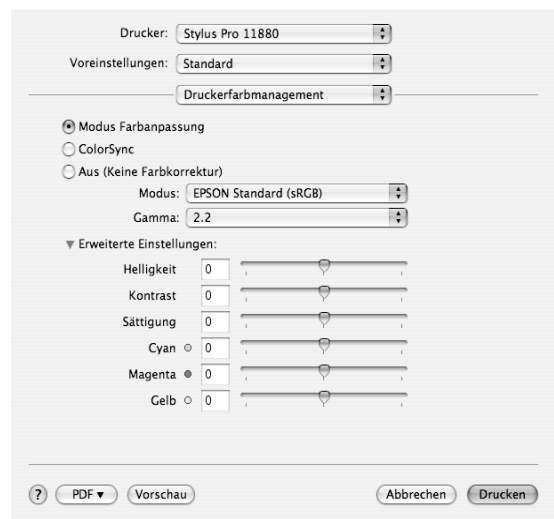 Drucker: Stylus Pro 11880
Voreinstellungen: Standard
Druckerfarbmanagement
Modus Farbanpassung
ColorSync
Aus (Keine Farbkorrektur)
Modus: EPSON Standard (sRGB)
Gamma: 2.2
Erweiterte Einstellungen:
Helligkeit 0
Kontrast 0
Sättigung 0
Cyan 0
Magenta 0
Gelb 0
? PDF Vorschau Abbrechen Drucken